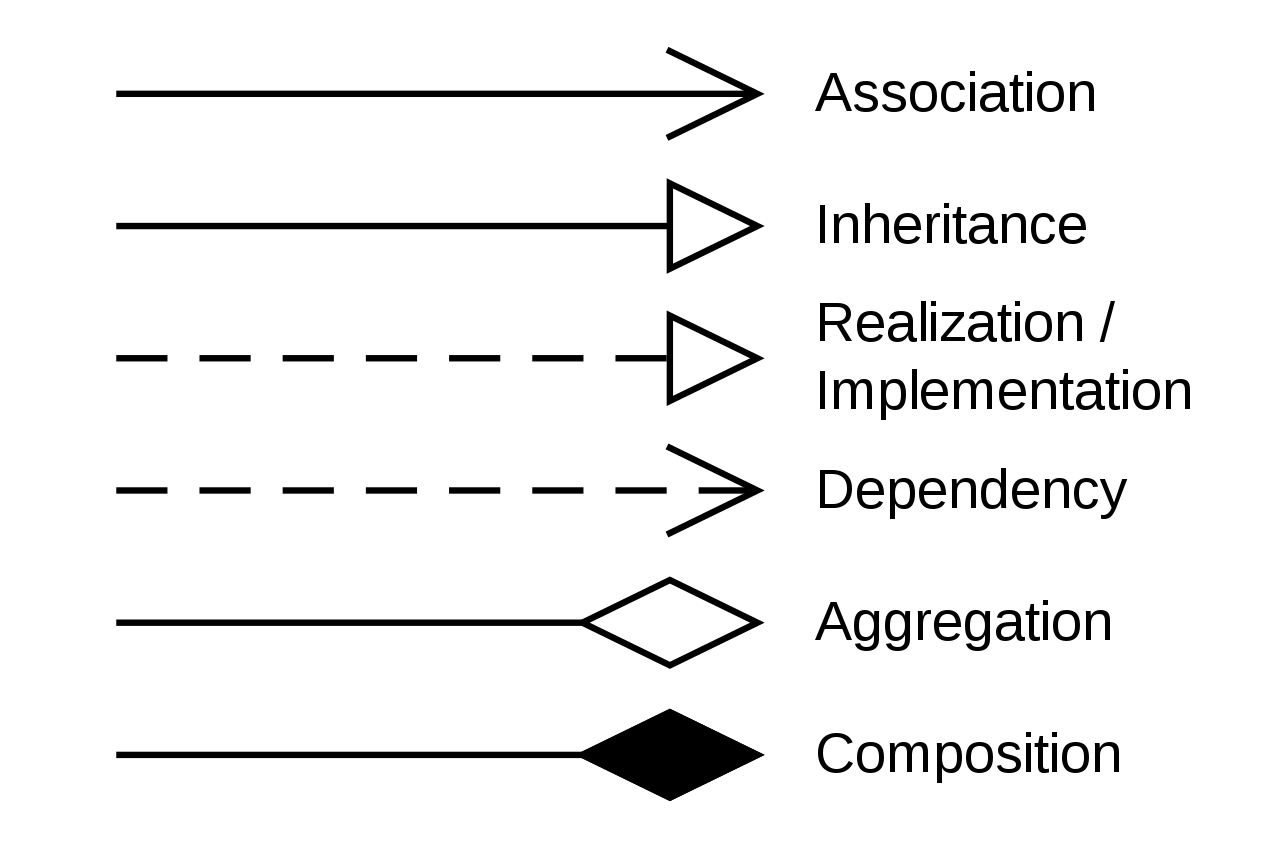 Association
Inheritance
Realization /
Implementation
Dependency
Aggregation
Composition